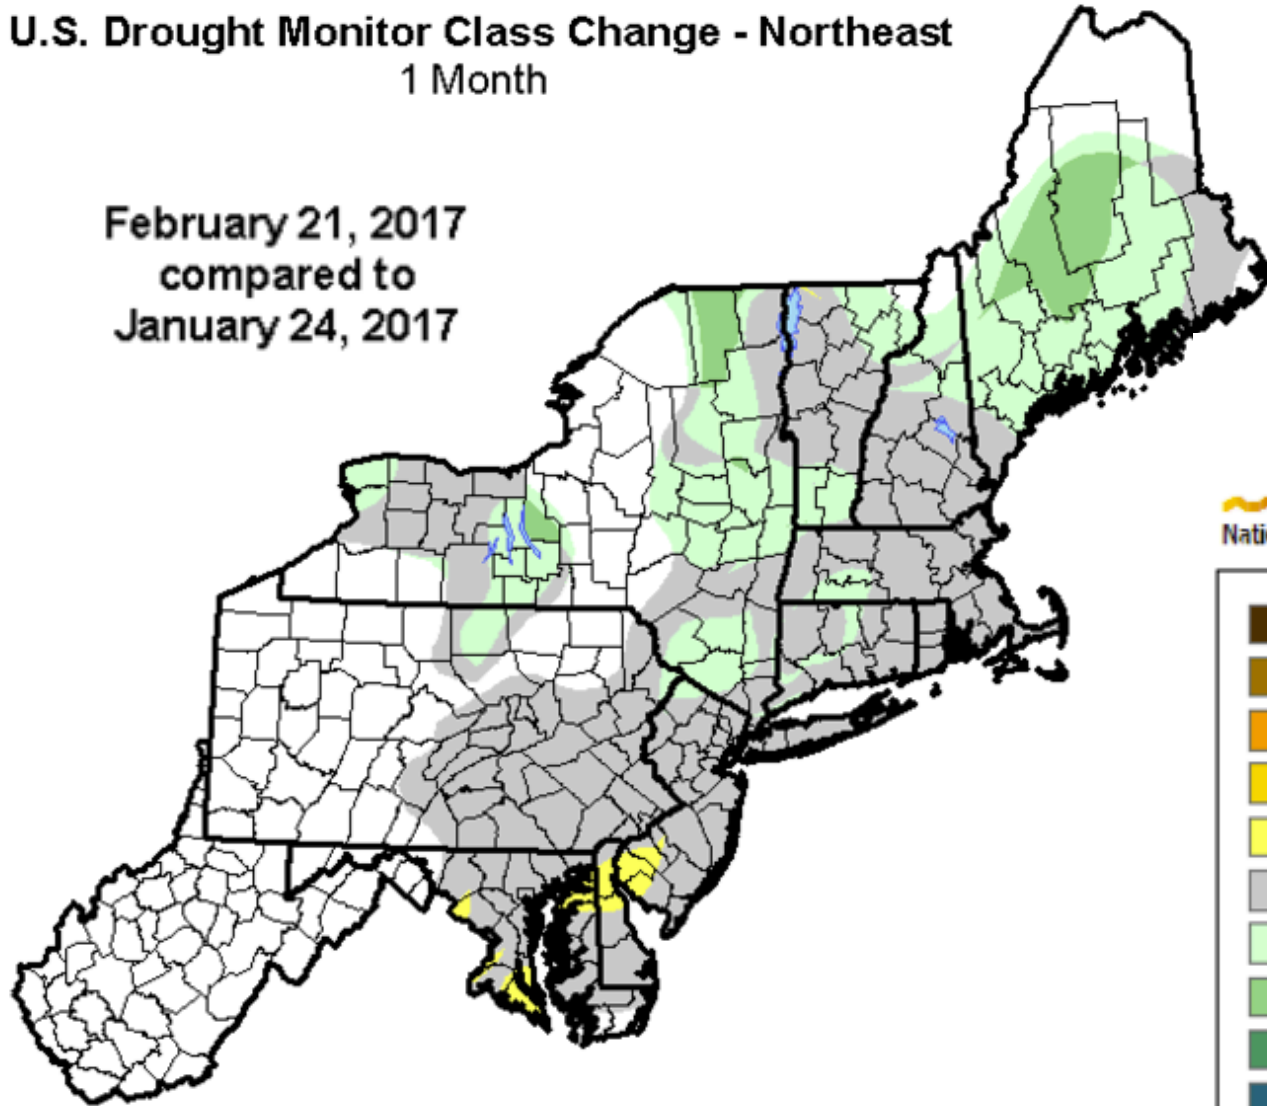 U.S. Drought Monitor Class Change - Northeast
1 Month
February 21, 2017
compared to
January 24, 2017